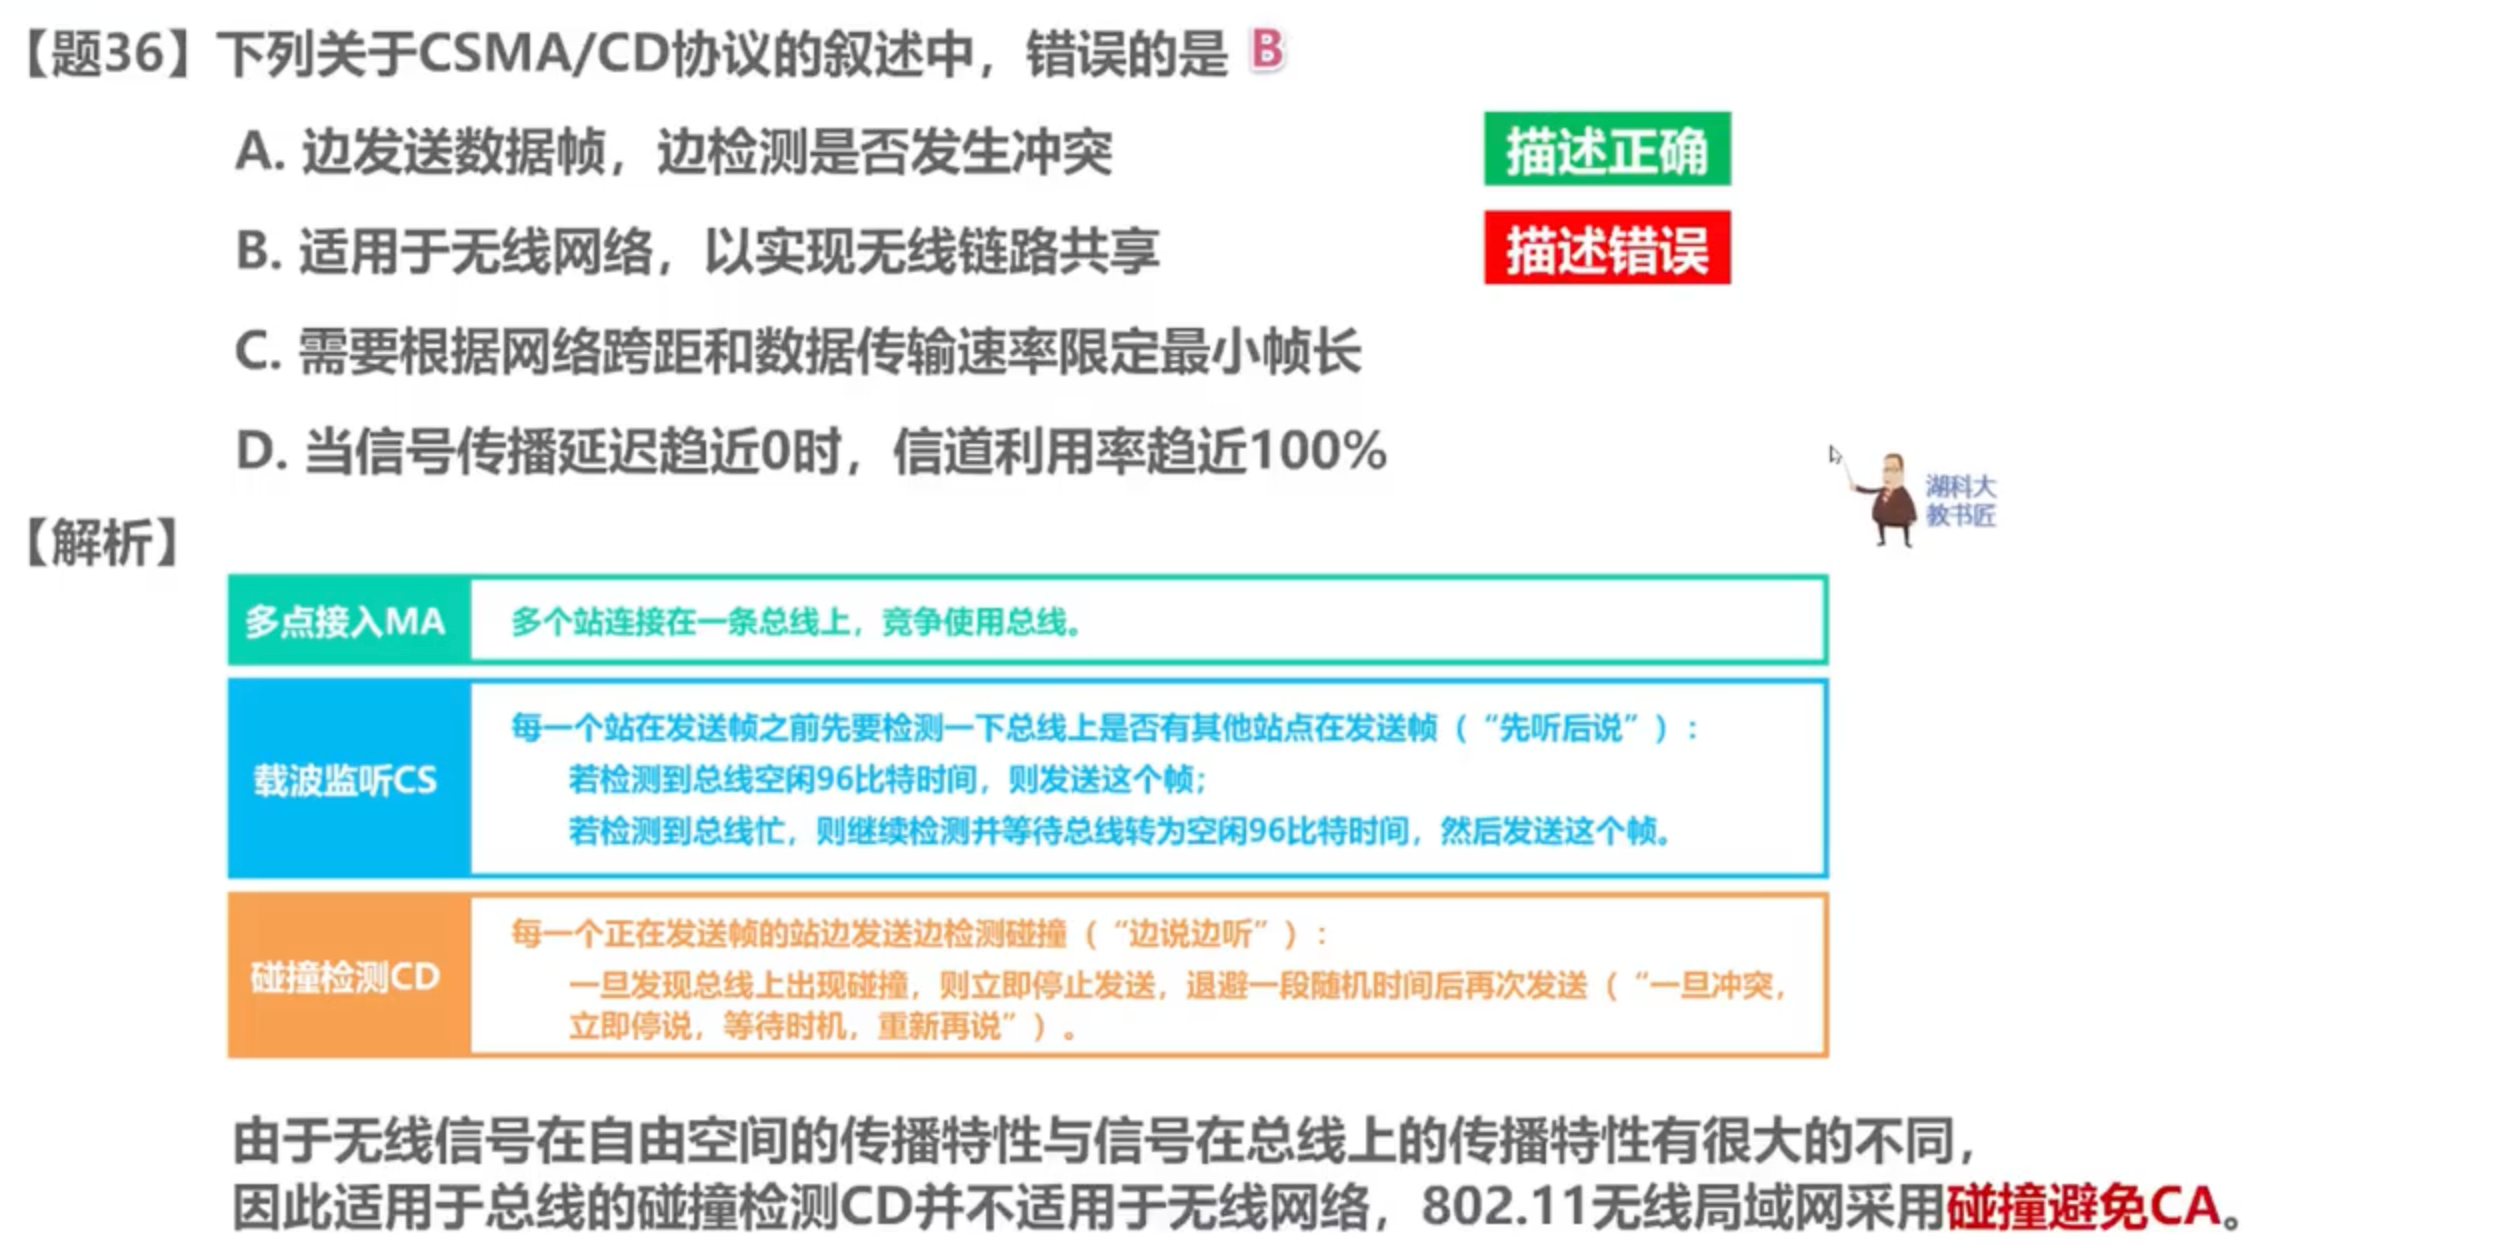 【题36】下列关于CSMA/CD协议的叙述中，错误的是 B
A. 边发送数据帧，边检测是否发生冲突
描述正确
B. 适用于无线网络，以实现无线链路共享
描述错误
C. 需要根据网络跨距和数据传输速率限定最小帧长
D. 当信号传播延迟趋近0时，信道利用率趋近100%
湖科大
教书匠
【解析】
多点接入MA
多个站连接在一条总线上，竞争使用总线。
载波监听CS
每一个站在发送帧之前先要检测一下总线上是否有其他站点在发送帧（“先听后说”）：
若检测到总线空闲96比特时间，则发送这个帧；
若检测到总线忙，则继续检测并等待总线转为空闲96比特时间，然后发送这个帧。
碰撞检测CD
每一个正在发送帧的站边发送边检测碰撞（“边说边听”）：
一旦发现总线上出现碰撞，则立即停止发送，退避一段随机时间后再次发送（“一旦冲突，
立即停说，等待时机，重新再说”）。
由于无线信号在自由空间的传播特性与信号在总线上的传播特性有很大的不同，
因此适用于总线的碰撞检测CD并不适用于无线网络，802.11无线局域网采用碰撞避免CA。